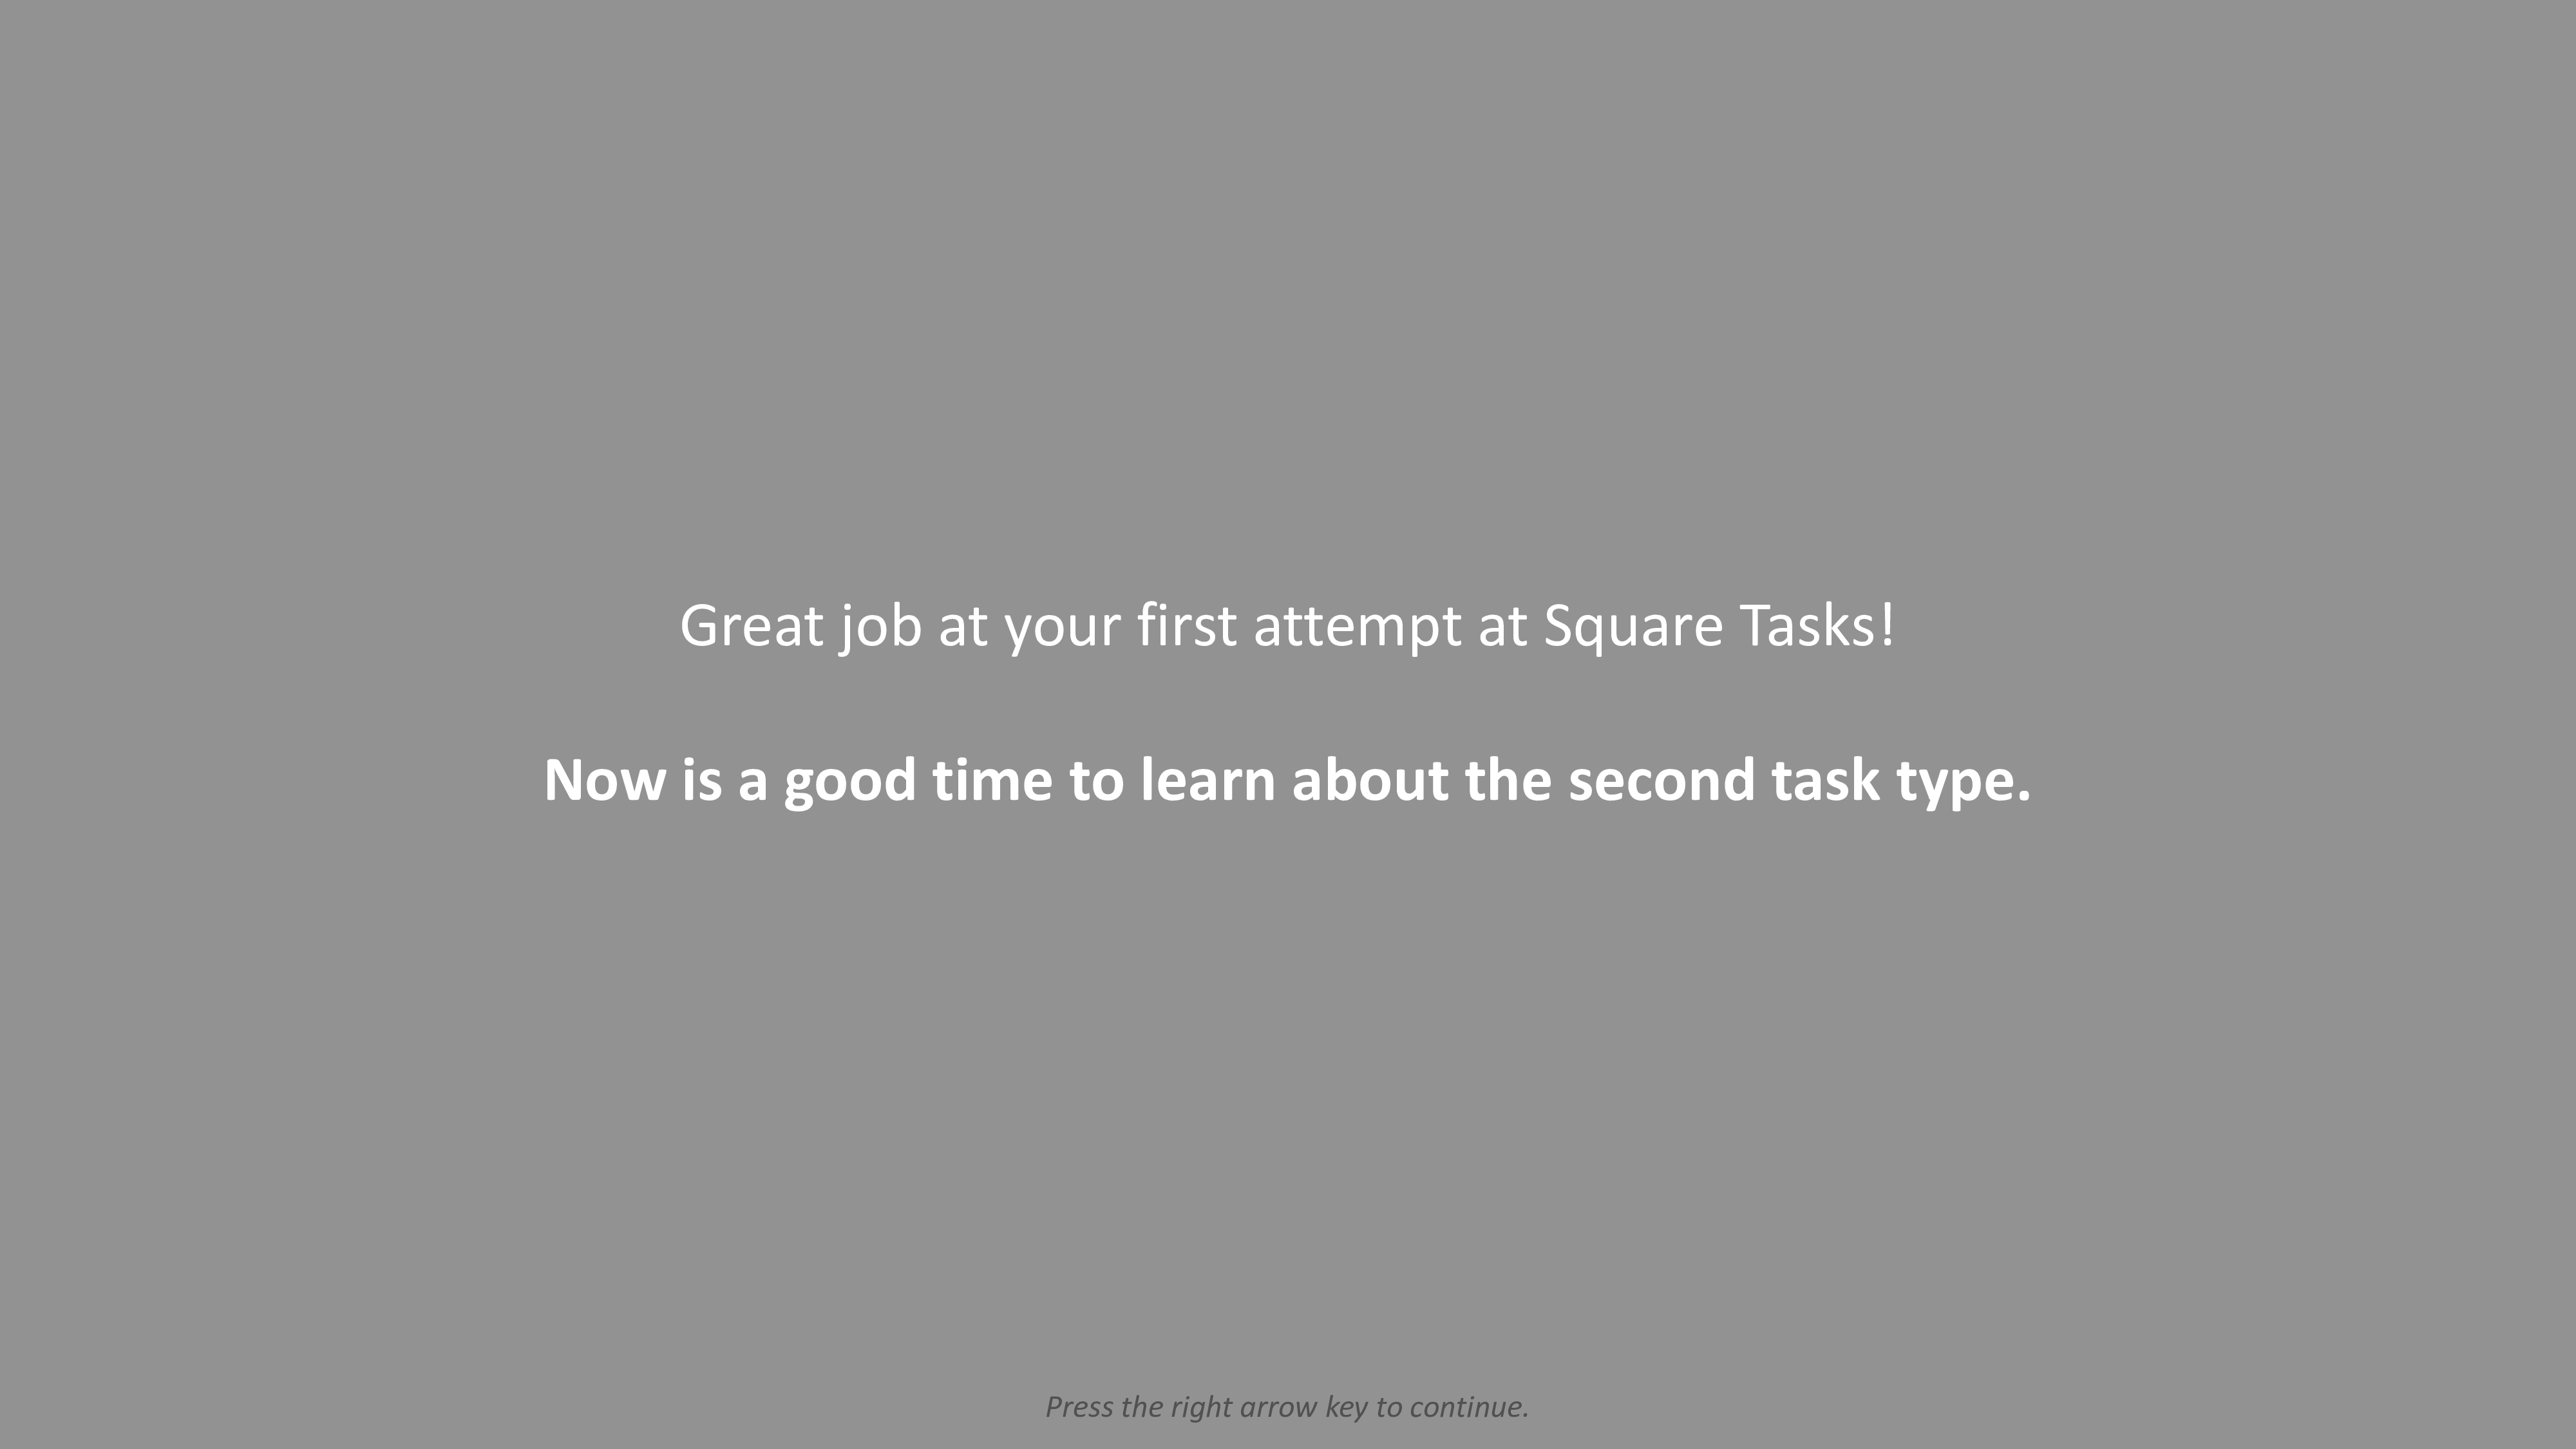 Great job at your first attempt at Square Tasks!
Now is a good time to learn about the second task type.
Press the right arrow key to continue.